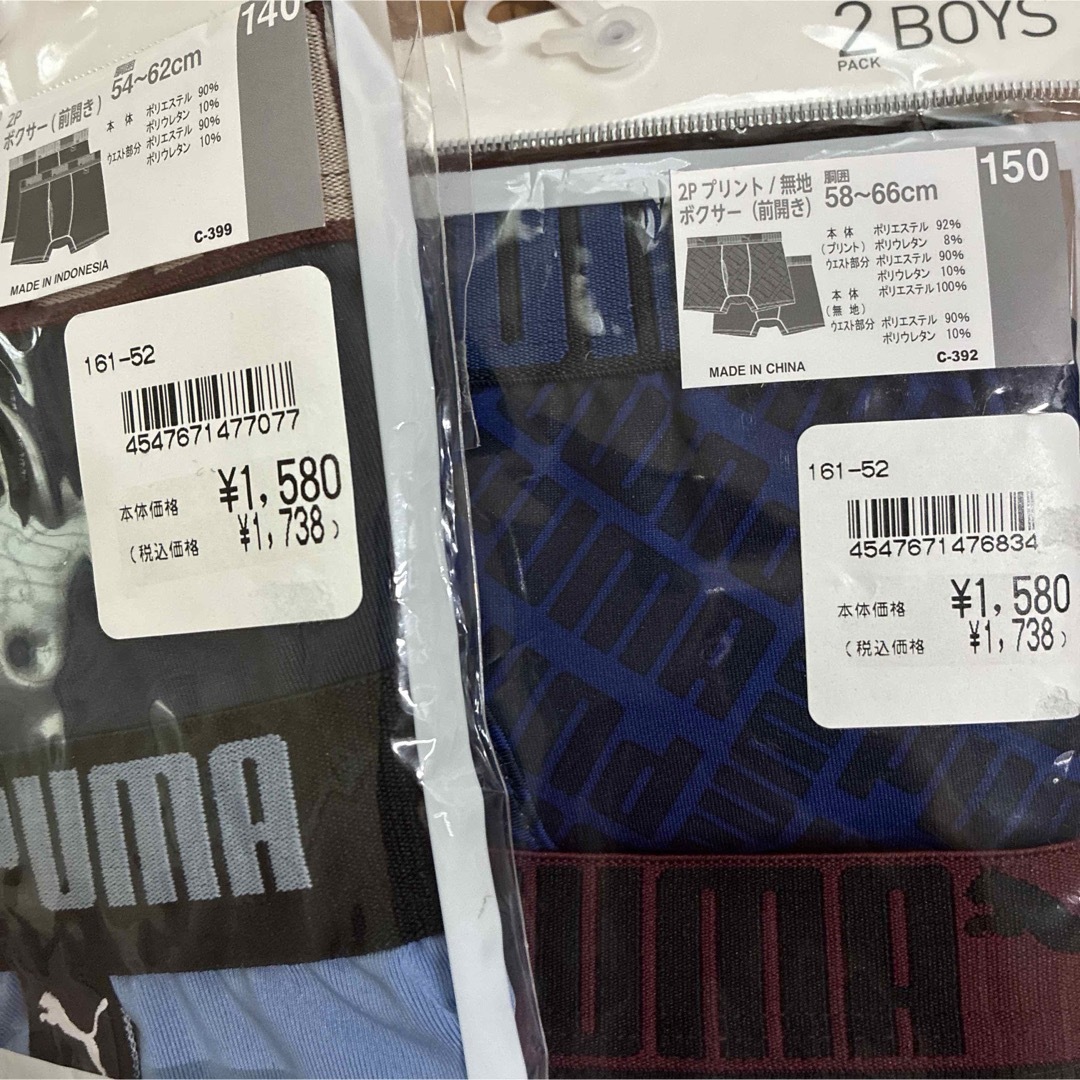 140
2P
ボクサー(前開き)
胴囲
54~62cm
本体 ポリエステル 90%
ポリウレタン 10%
ウエスト部分 ポリエステル 90%
ポリウレタン 10%
C-399
MADE IN INDONESIA
161-52
4547671477077
本体価格 ¥1,580
(税込価格 ¥1,738)
PUMA
2 BOYS
PACK
150
2Pプリント/無地
ボクサー(前開き)
胴囲
58~66cm
本体 ポリエステル 92%
(プリント) ポリウレタン 8%
ウエスト部分 ポリエステル 90%
ポリウレタン 10%
本体 ポリエステル100%
(無地)
ウエスト部分 ポリエステル 90%
ポリウレタン 10%
C-392
MADE IN CHINA
161-52
4547671476834
本体価格 ¥1,580
(税込価格 ¥1,738)
PUMA
UMA